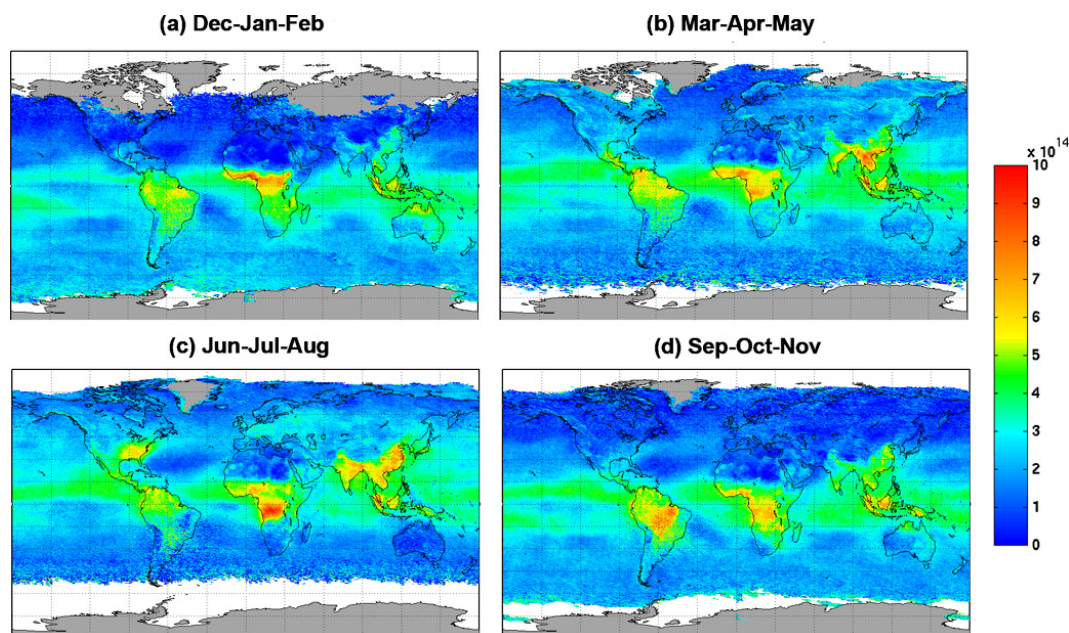 (a) Dec-Jan-Feb
(b) Mar-Apr-May
(c) Jun-Jul-Aug
(d) Sep-Oct-Nov
x 10^14
10
9
8
7
6
5
4
3
2
1
0